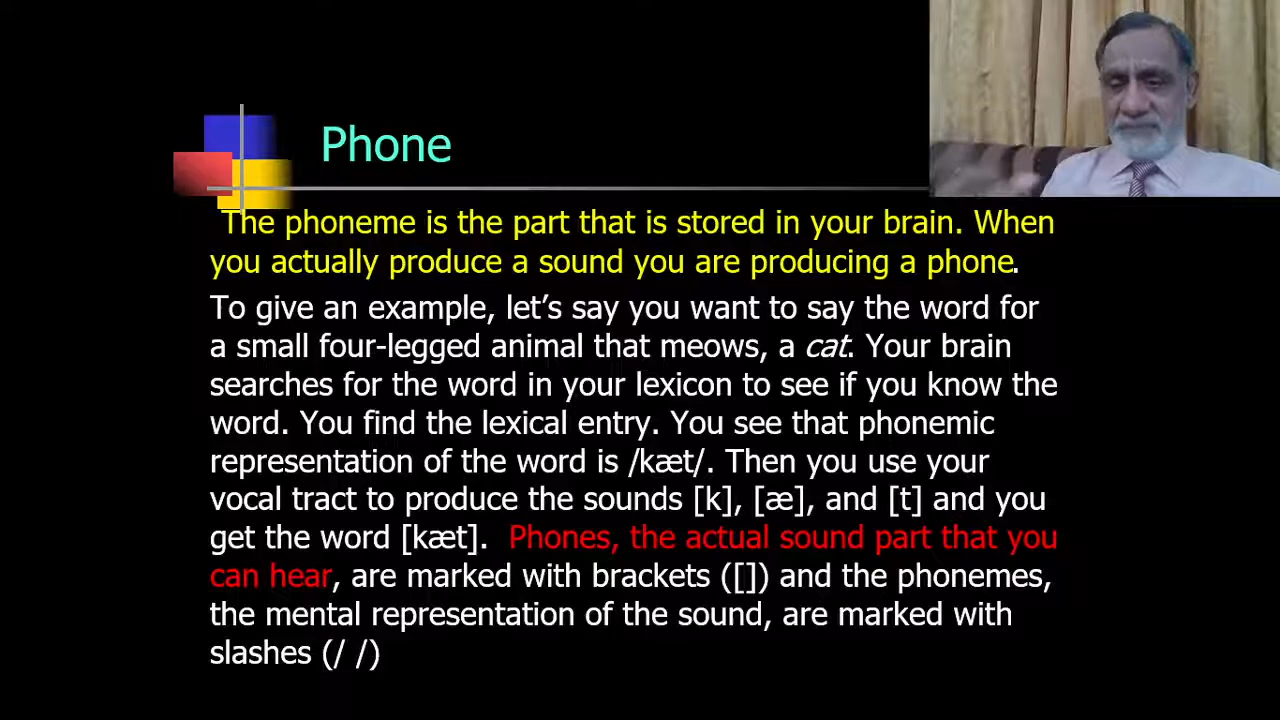 Phone
The phoneme is the part that is stored in your brain. When
you actually produce a sound you are producing a phone.
To give an example, let’s say you want to say the word for
a small four-legged animal that meows, a cat. Your brain
searches for the word in your lexicon to see if you know the
word. You find the lexical entry. You see that phonemic
representation of the word is /kæt/. Then you use your
vocal tract to produce the sounds [k], [æ], and [t] and you
get the word [kæt]. Phones, the actual sound part that you
can hear, are marked with brackets ([]) and the phonemes,
the mental representation of the sound, are marked with
slashes (/ /)